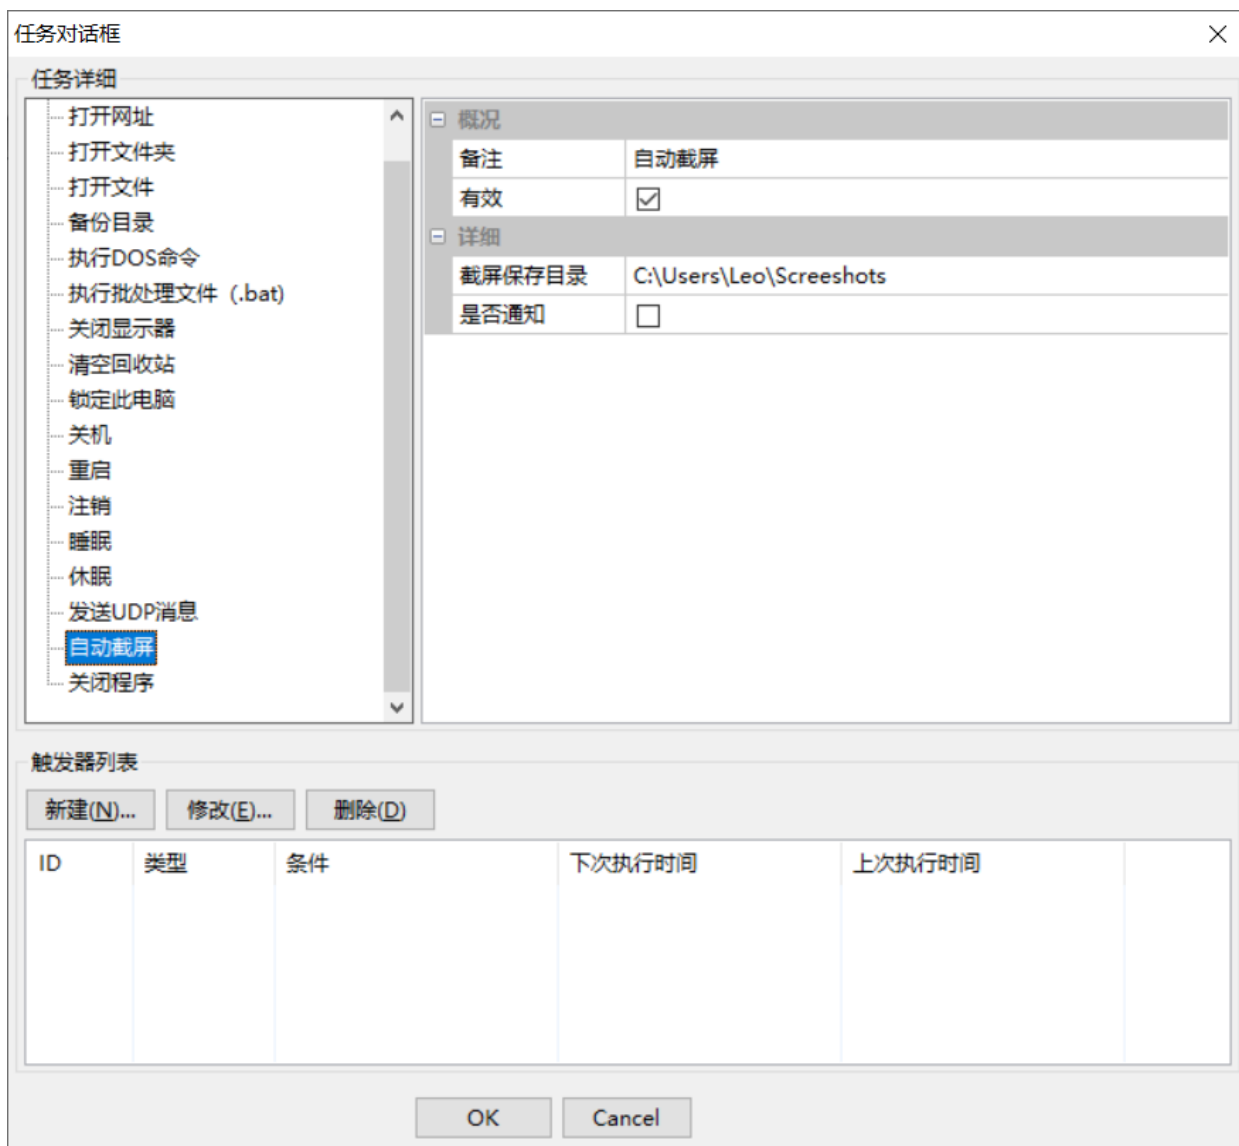 任务对话框
任务详细
打开网址
打开文件夹
打开文件
备份目录
执行DOS命令
执行批处理文件（.bat)
关闭显示器
清空回收站
锁定此电脑
关机
重启
注销
睡眠
休眠
发送UDP消息
自动截屏
关闭程序
概况
备注 自动截屏
有效
详细
截屏保存目录 C:\Users\Leo\Screeshots
是否通知
触发器列表
新建(N)... 修改(E)... 删除(D)
ID 类型 条件 下次执行时间 上次执行时间
OK Cancel